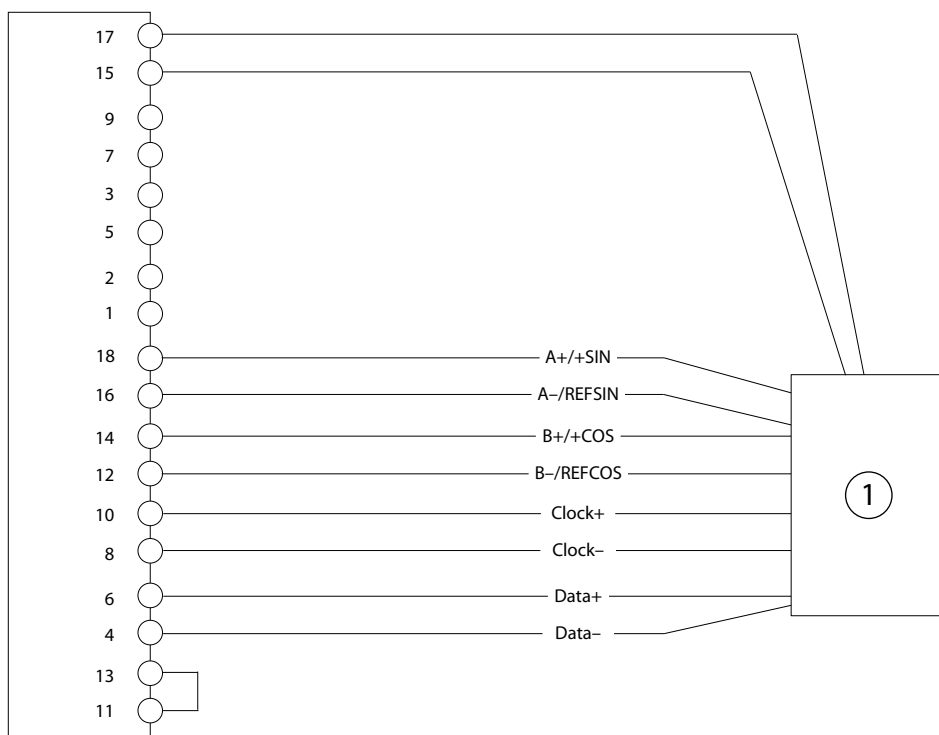 17
15
9
7
3
5
2
1
18 A+/+SIN
16 A–/REFSIN
14 B+/+COS
12 B–/REFCOS
1
10 Clock+
8 Clock–
6 Data+
4 Data–
13
11